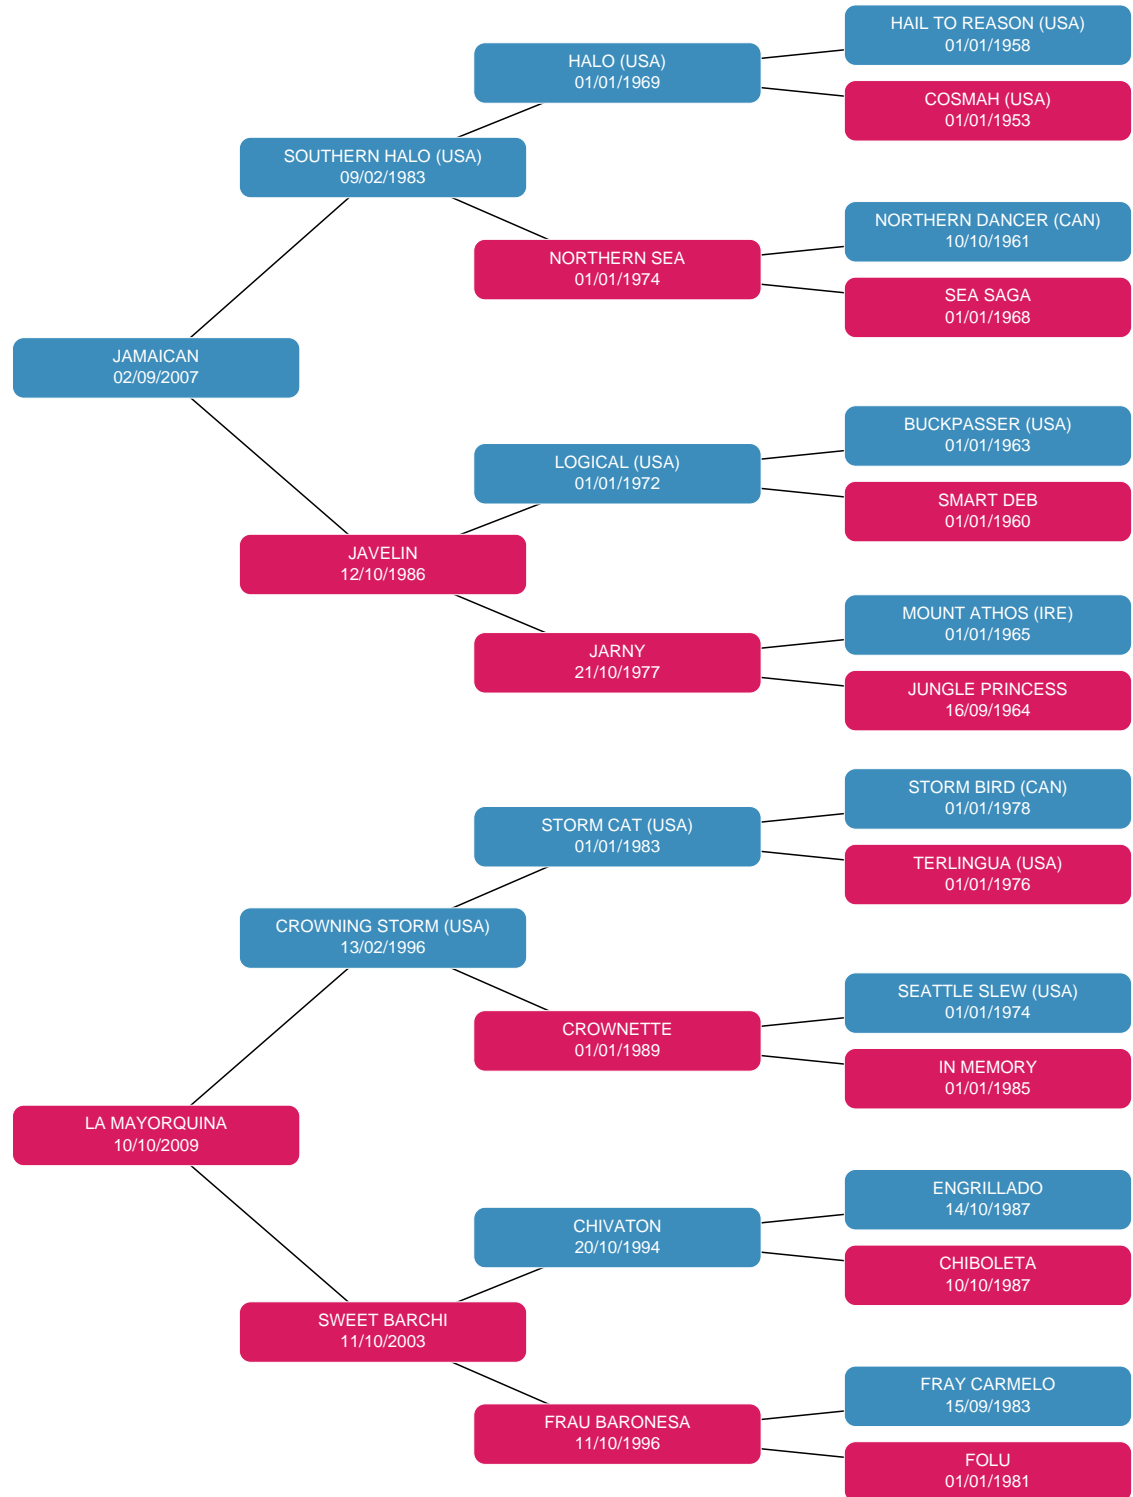 HAIL TO REASON (USA)
01/01/1958
HALO (USA)
01/01/1969
COSMAH (USA)
01/01/1953
SOUTHERN HALO (USA)
09/02/1983
NORTHERN DANCER (CAN)
10/10/1961
NORTHERN SEA
01/01/1974
SEA SAGA
01/01/1968
JAMAICAN
02/09/2007
BUCKPASSER (USA)
01/01/1963
LOGICAL (USA)
01/01/1972
SMART DEB
01/01/1960
JAVELIN
12/10/1986
MOUNT ATHOS (IRE)
01/01/1965
JARNY
21/10/1977
JUNGLE PRINCESS
16/09/1964
STORM BIRD (CAN)
01/01/1978
STORM CAT (USA)
01/01/1983
TERLINGUA (USA)
01/01/1976
CROWNING STORM (USA)
13/02/1996
SEATTLE SLEW (USA)
01/01/1974
CROWNETTE
01/01/1989
IN MEMORY
01/01/1985
LA MAYORQUINA
10/10/2009
ENGRILLADO
14/10/1987
CHIVATON
20/10/1994
CHIBOLETA
10/10/1987
SWEET BARCHI
11/10/2003
FRAY CARMELO
15/09/1983
FRAU BARONESA
11/10/1996
FOLU
01/01/1981